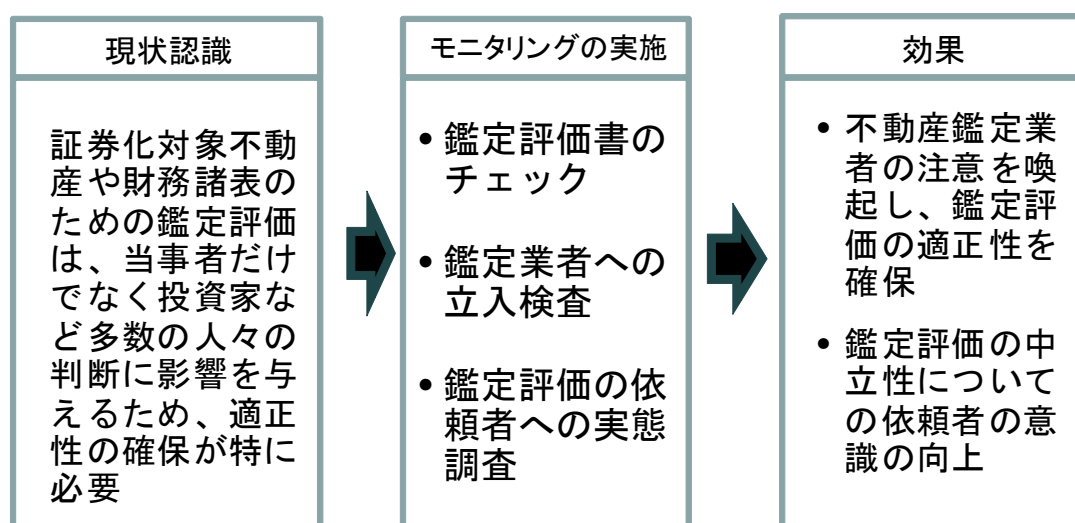 現状認識
証券化対象不動
産や財務諸表の
ための鑑定評価
は、当事者だけ
でなく投資家な
ど多数の人々の
判断に影響を与
えるため、適正
性の確保が特に
必要
モニタリングの実施
• 鑑定評価書の
チェック
• 鑑定業者への
立入検査
• 鑑定評価の依
頼者への実態
調査
効果
• 不動産鑑定業
者の注意を喚
起し、鑑定評
価の適正性を
確保
• 鑑定評価の中
立性について
の依頼者の意
識の向上